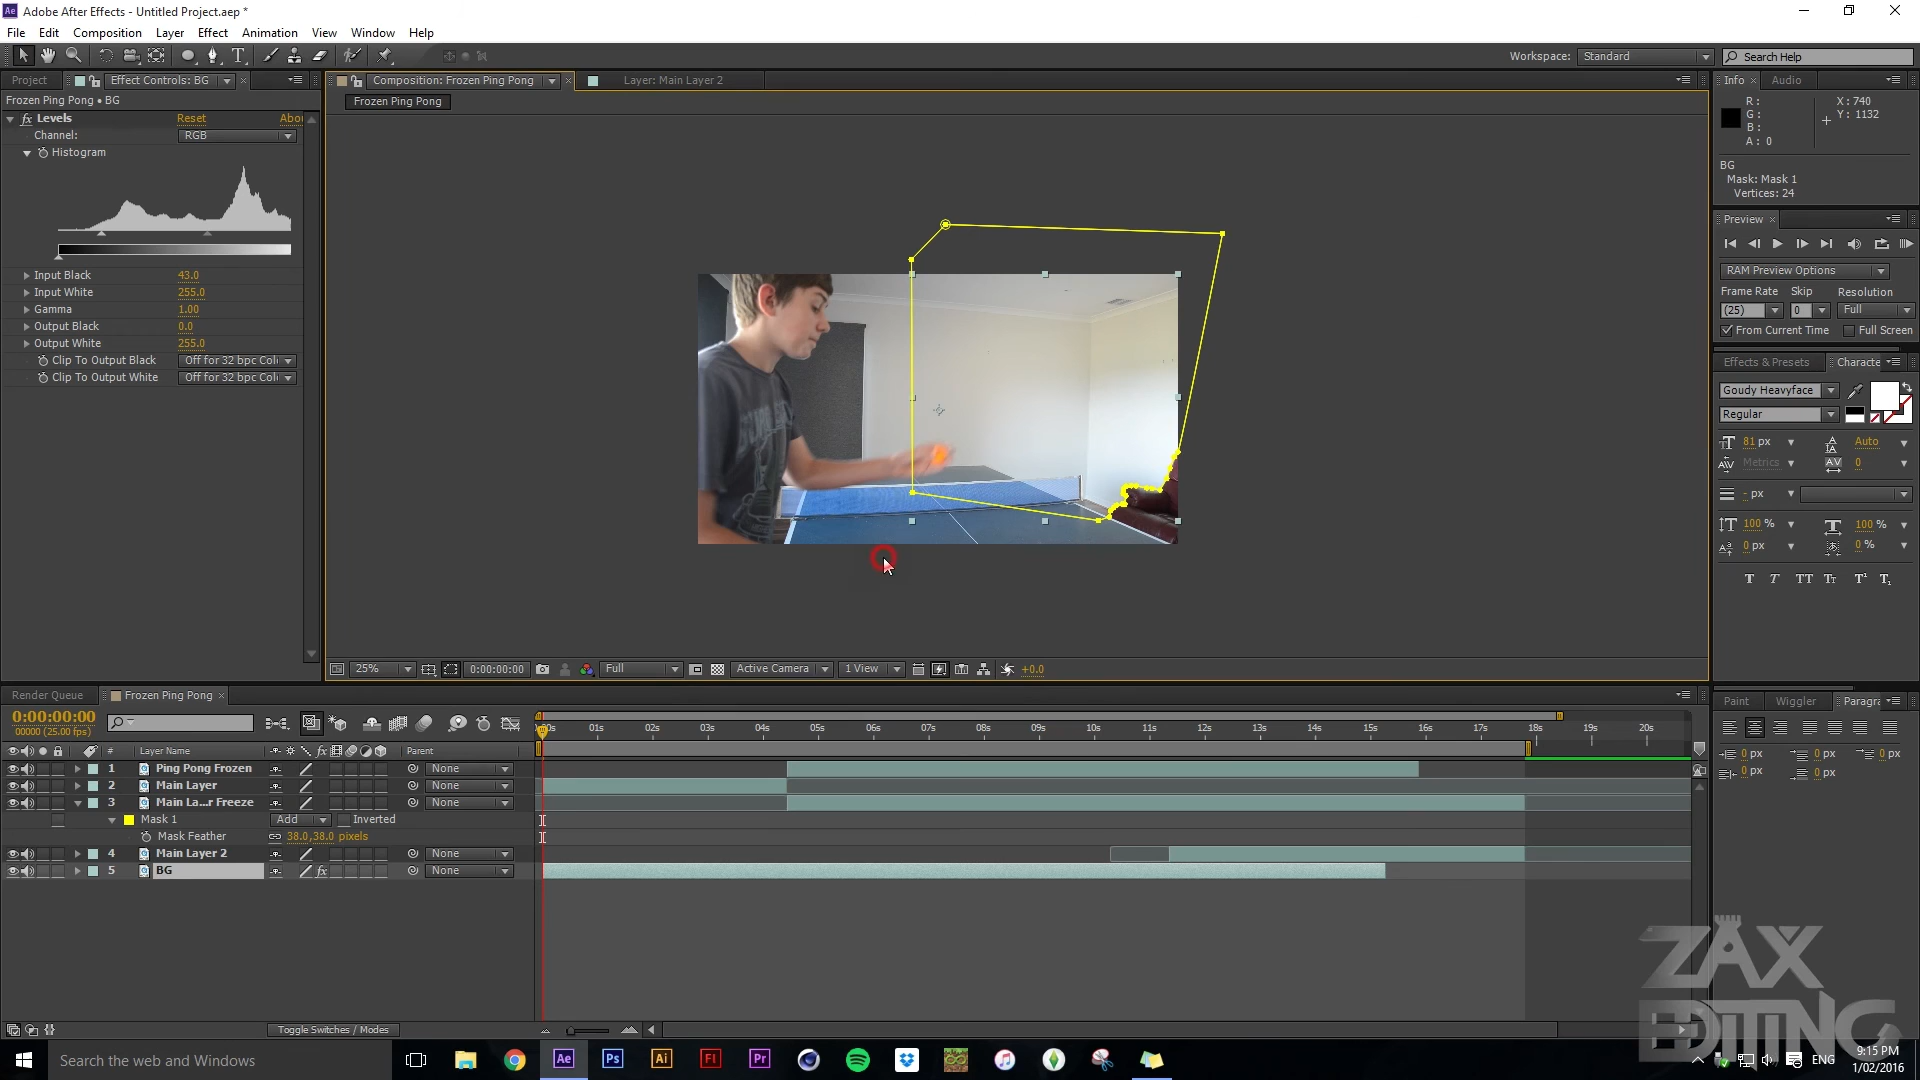 Adobe After Effects - Untitled Project.aep *
File Edit Composition Layer Effect Animation View Window Help
Workspace: Standard Search Help
Project Effect Controls: BG Composition: Frozen Ping Pong Layer: Main Layer 2 Info Audio
Frozen Ping Pong • BG
Frozen Ping Pong
R: X: 740
G: Y: 1132
B:
A: 0
fx Levels Reset Abou
Channel: RGB
Histogram
BG
Mask: Mask 1
Vertices: 24
Preview
RAM Preview Options
Frame Rate Skip Resolution
(25) 0 Full
From Current Time Full Screen
Input Black 43.0
Input White 255.0
Gamma 1.00
Output Black 0.0
Output White 255.0
Clip To Output Black Off for 32 bpc Col
Clip To Output White Off for 32 bpc Col
Effects & Presets Characte
Goudy Heavyface
Regular
81 px Auto
Metrics 0
- px
100 % 100 %
0 px 0 %
T T TT Tt T¹ T₁
25% 0:00:00:00 Full Active Camera 1 View +0.0
Render Queue Frozen Ping Pong
Paint Wiggler Paragra
0:00:00:00
00000 (25.00 fps)
01s 02s 03s 04s 05s 06s 07s 08s 09s 10s 11s 12s 13s 14s 15s 16s 17s 18s 19s 20s
# Layer Name fx Parent
1 Ping Pong Frozen None
2 Main Layer None
3 Main La...r Freeze None
Mask 1 Add Inverted
Mask Feather 38.0,38.0 pixels
4 Main Layer 2 None
5 BG fx None
0 px 0 px 0 px
0 px 0 px
Toggle Switches / Modes
ZAX
EDITING
Search the web and Windows
Ae Ps Ai Fl Pr
ENG
9:15 PM
1/02/2016